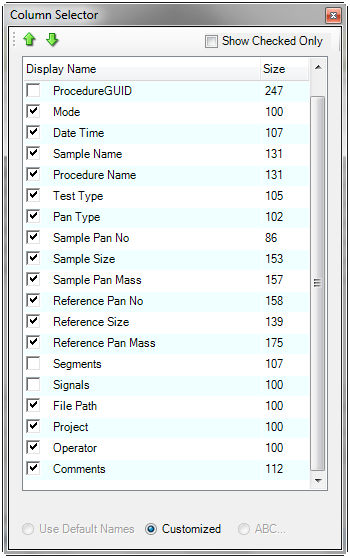 Column Selector
Show Checked Only
Display Name Size
ProcedureGUID 247
Mode 100
Date Time 107
Sample Name 131
Procedure Name 131
Test Type 105
Pan Type 102
Sample Pan No 86
Sample Size 153
Sample Pan Mass 157
Reference Pan No 158
Reference Size 139
Reference Pan Mass 175
Segments 107
Signals 100
File Path 100
Project 100
Operator 100
Comments 112
Use Default Names Customized ABC...